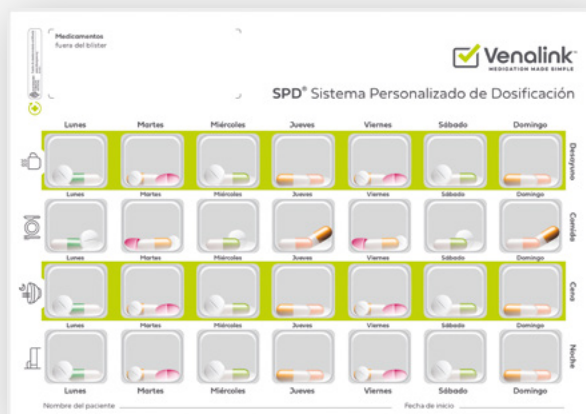 Medicamentos
fuera del blíster
Venalink™
MEDICATION MADE SIMPLE
SPD® Sistema Personalizado de Dosificación
Lunes Martes Miércoles Jueves Viernes Sábado Domingo
Desayuno
Lunes Martes Miércoles Jueves Viernes Sábado Domingo
Comida
Lunes Martes Miércoles Jueves Viernes Sábado Domingo
Cena
Lunes Martes Miércoles Jueves Viernes Sábado Domingo
Noche
Lunes Martes Miércoles Jueves Viernes Sábado Domingo
Nombre del paciente Fecha de inicio